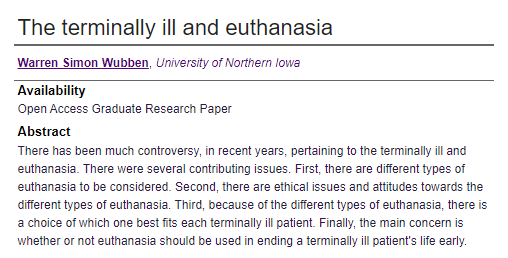 The terminally ill and euthanasia
Warren Simon Wubben, University of Northern Iowa
Availability
Open Access Graduate Research Paper
Abstract
There has been much controversy, in recent years, pertaining to the terminally ill and
euthanasia. There were several contributing issues. First, there are different types of
euthanasia to be considered. Second, there are ethical issues and attitudes towards the
different types of euthanasia. Third, because of the different types of euthanasia, there is
a choice of which one best fits each terminally ill patient. Finally, the main concern is
whether or not euthanasia should be used in ending a terminally ill patient's life early.